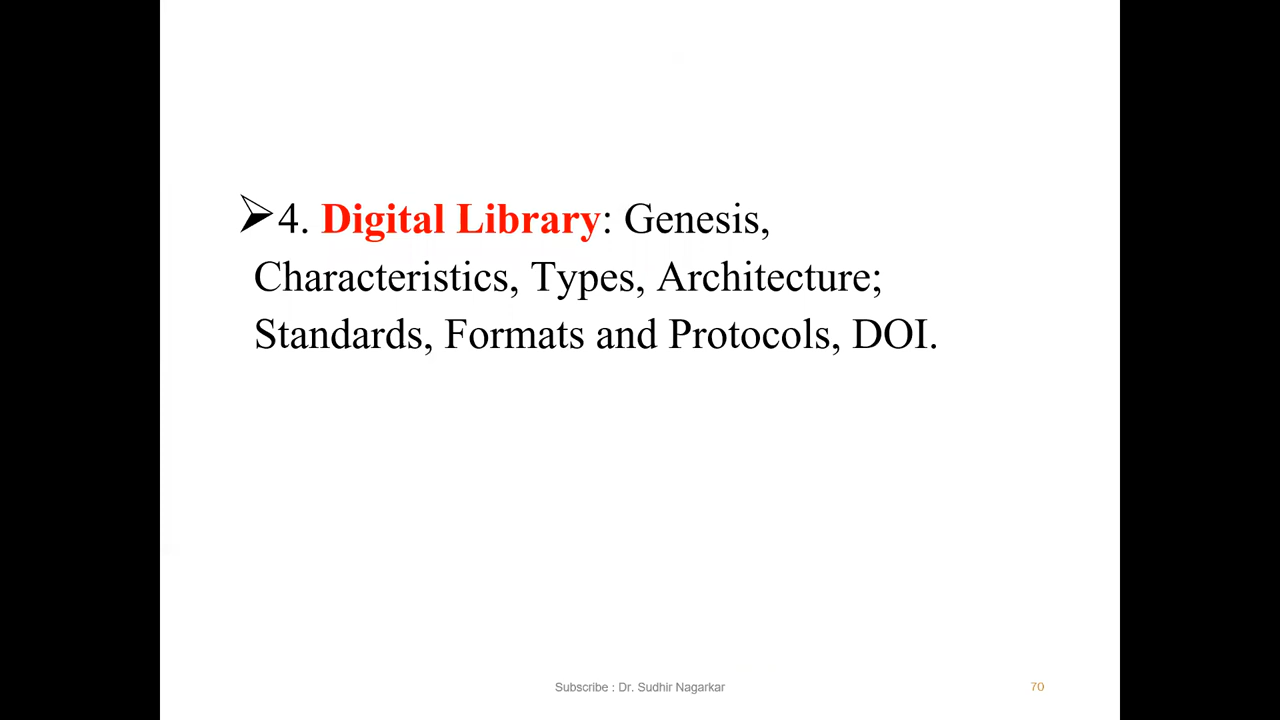 ➢4. Digital Library: Genesis,
Characteristics, Types, Architecture;
Standards, Formats and Protocols, DOI.
Subscribe : Dr. Sudhir Nagarkar
70